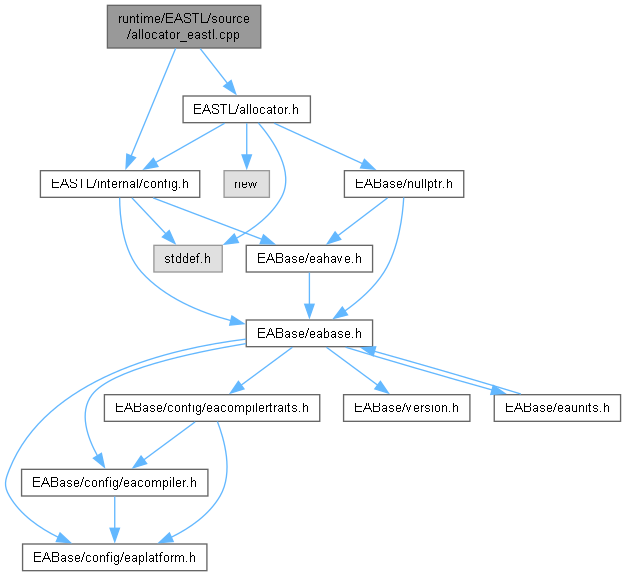 runtime/EASTL/source
/allocator_eastl.cpp
EASTL/allocator.h
EASTL/internal/config.h
new
EABase/nullptr.h
stddef.h
EABase/eahave.h
EABase/eabase.h
EABase/config/eacompilertraits.h
EABase/version.h
EABase/eaunits.h
EABase/config/eacompiler.h
EABase/config/eaplatform.h